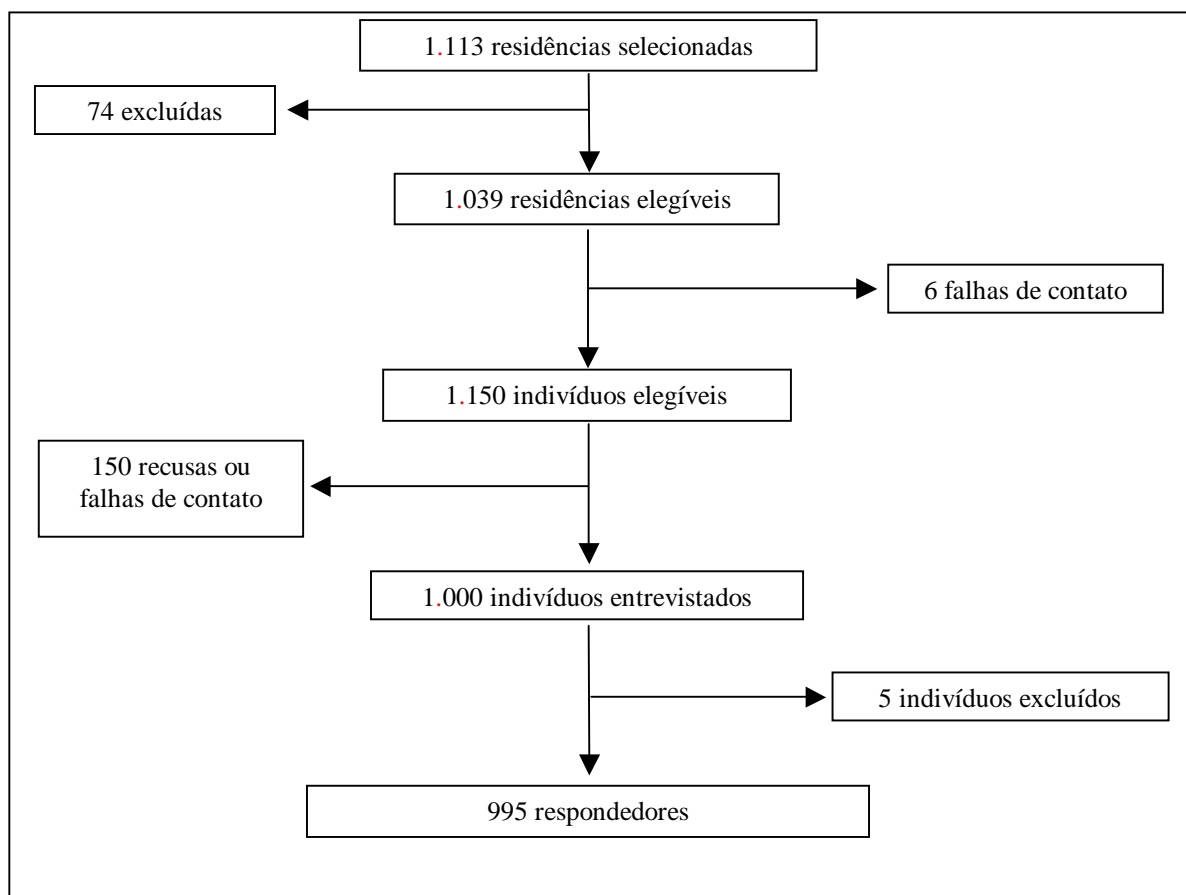 1.113 residências selecionadas
74 excluídas
1.039 residências elegíveis
6 falhas de contato
1.150 indivíduos elegíveis
150 recusas ou
falhas de contato
1.000 indivíduos entrevistados
5 indivíduos excluídos
995 respondedores